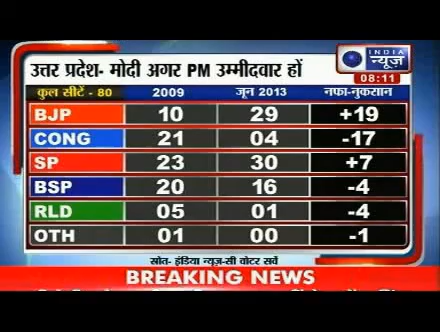 INDIA
न्यूज़
08:11
उत्तर प्रदेश- मोदी अगर PM उम्मीदवार हों
कुल सीटें - 80 2009 जून 2013 नफा-नुकसान
BJP 10 29 +19
CONG 21 04 -17
SP 23 30 +7
BSP 20 16 -4
RLD 05 01 -4
OTH 01 00 -1
स्रोत- इंडिया न्यूज़-सी वोटर सर्वे
BREAKING NEWS